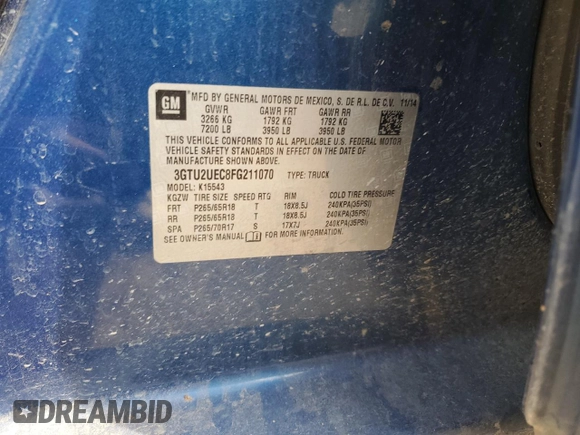 GM
*MFD BY GENERAL MOTORS DE MEXICO, S. DE R.L. DE C.V. 11/14
GVWR GAWR FRT GAWR RR
3266 KG 1792 KG 1792 KG
7200 LB 3950 LB 3950 LB
THIS VEHICLE CONFORMS TO ALL APPLICABLE U.S. FEDERAL MOTOR
VEHICLE SAFETY STANDARDS IN EFFECT ON THE DATE OF
MANUFACTURE SHOWN ABOVE.
3GTU2UEC8FG211070 TYPE: TRUCK
MODEL: K15543
KGZW TIRE SIZE SPEED RTG RIM COLD TIRE PRESSURE
FRT P265/65R18 T 18X8.5J 240KPA(35PSI)
RR P265/65R18 T 18X8.5J 240KPA(35PSI)
SPA P265/70R17 S 17X7J 240KPA(35PSI)
SEE OWNER'S MANUAL FOR MORE INFORMATION.
DREAMBID